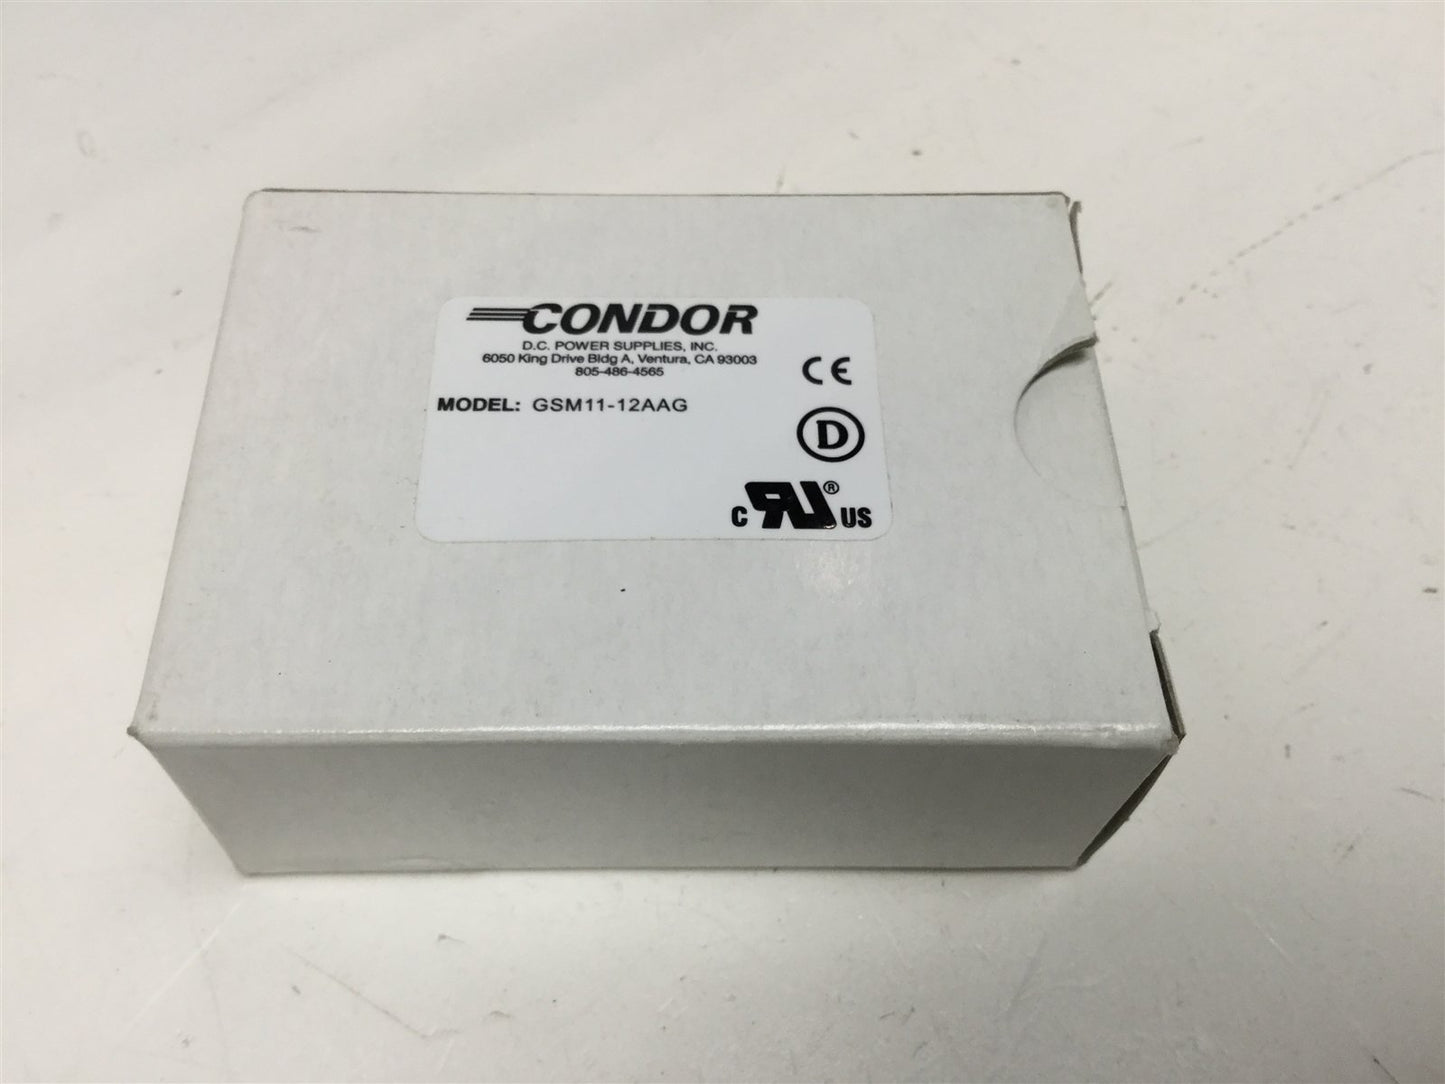 CONDOR
D.C. POWER SUPPLIES, INC.
6050 King Drive Bldg A, Ventura, CA 93003
805-486-4565
MODEL: GSM11-12AAG
CE
D
C RU® US